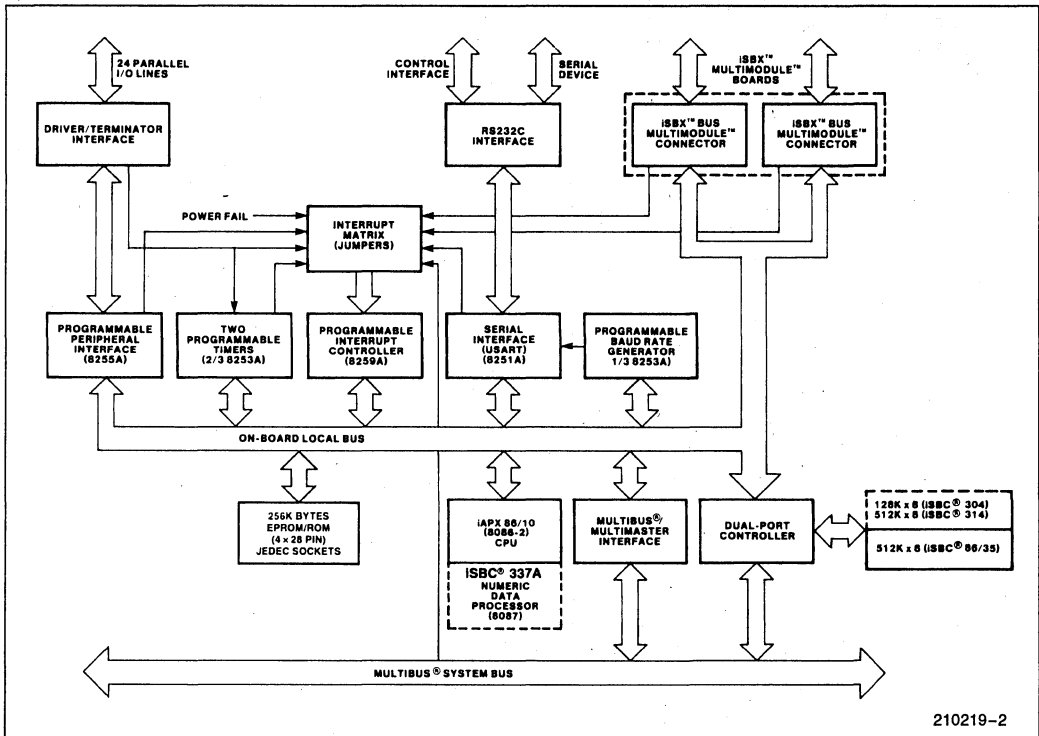 24 PARALLEL
I/O LINES
CONTROL
INTERFACE
SERIAL
DEVICE
iSBX™
MULTIMODULE™
BOARDS
DRIVER/TERMINATOR
INTERFACE
RS232C
INTERFACE
iSBX™ BUS
MULTIMODULE™
CONNECTOR
iSBX™ BUS
MULTIMODULE™
CONNECTOR
POWER FAIL
INTERRUPT
MATRIX
(JUMPERS)
PROGRAMMABLE
PERIPHERAL
INTERFACE
(8255A)
TWO
PROGRAMMABLE
TIMERS
(2/3 8253A)
PROGRAMMABLE
INTERRUPT
CONTROLLER
(8259A)
SERIAL
INTERFACE
(USART)
(8251A)
PROGRAMMABLE
BAUD RATE
GENERATOR
1/3 8253A)
ON-BOARD LOCAL BUS
256K BYTES
EPROM/ROM
(4 × 28 PIN)
JEDEC SOCKETS
iAPX 86/10
(8086-2)
CPU
iSBC® 337A
NUMERIC
DATA
PROCESSOR
(8087)
MULTIBUS®/
MULTIMASTER
INTERFACE
DUAL-PORT
CONTROLLER
128K x 8 (iSBC® 304)
512K x 8 (iSBC® 314)
512K x 8 (iSBC® 86/35)
MULTIBUS® SYSTEM BUS
210219-2